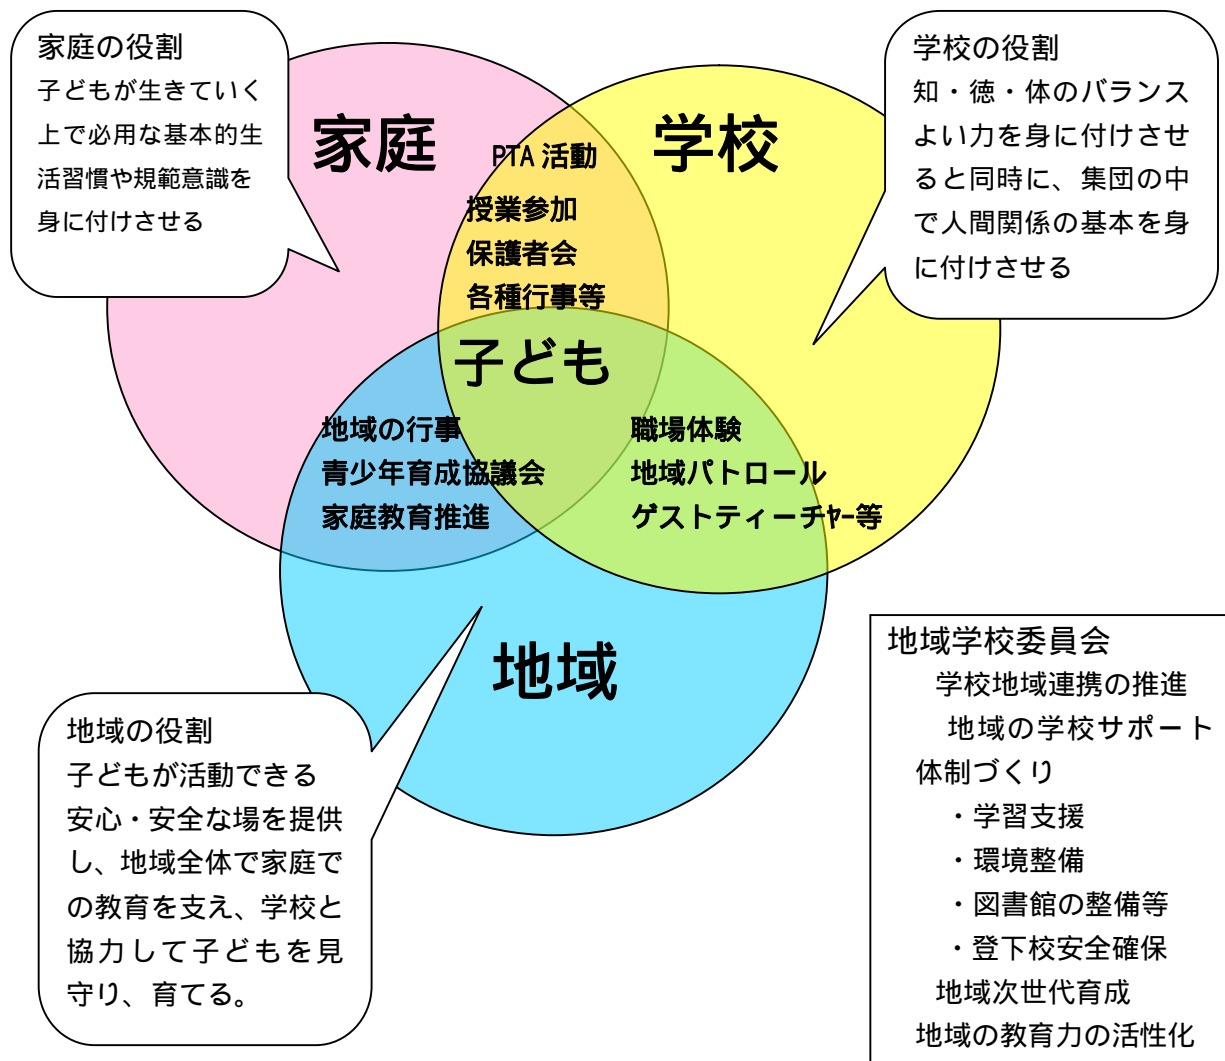 家庭の役割
子どもが生きていく
上で必用な基本的生
活習慣や規範意識を
身に付けさせる
学校の役割
知・徳・体のバランス
よい力を身に付けさせ
ると同時に、集団の中
で人間関係の基本を身
に付けさせる
家庭
学校
PTA 活動
授業参加
保護者会
各種行事等
子ども
地域の行事
青少年育成協議会
家庭教育推進
職場体験
地域パトロール
ゲストティーチャー等
地域
地域の役割
子どもが活動できる
安心・安全な場を提供
し、地域全体で家庭で
の教育を支え、学校と
協力して子どもを見
守り、育てる。
地域学校委員会
学校地域連携の推進
地域の学校サポート
体制づくり
・学習支援
・環境整備
・図書館の整備等
・登下校安全確保
地域次世代育成
地域の教育力の活性化